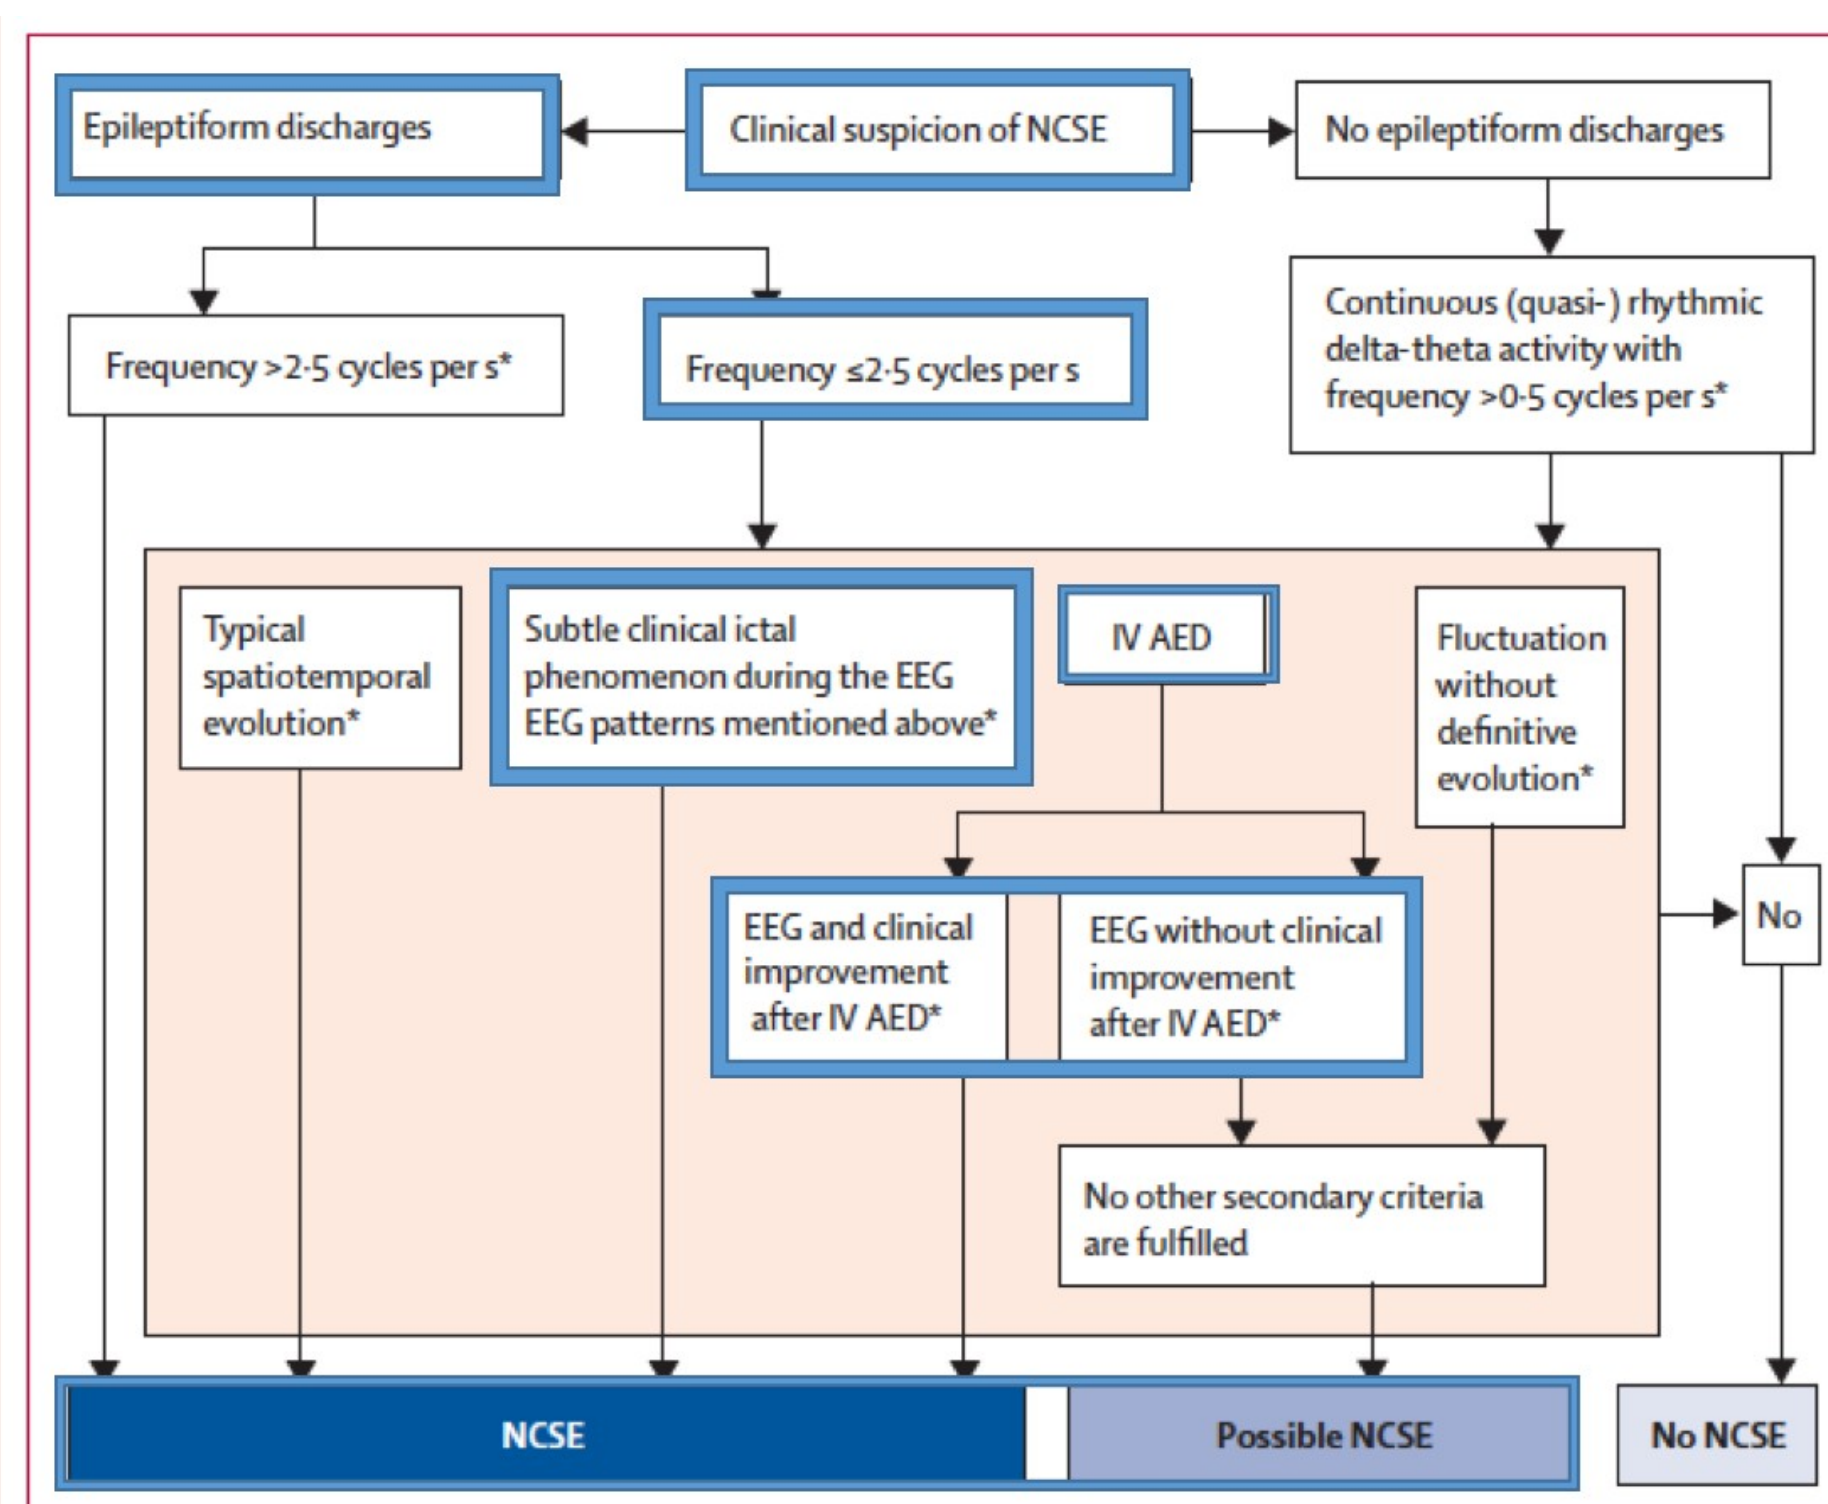 Epileptiform discharges
Clinical suspicion of NCSE
No epileptiform discharges
Frequency >2·5 cycles per s*
Frequency ≤2·5 cycles per s
Continuous (quasi-) rhythmic
delta-theta activity with
frequency >0·5 cycles per s*
Typical
spatiotemporal
evolution*
Subtle clinical ictal
phenomenon during the EEG
EEG patterns mentioned above*
IV AED
Fluctuation
without
definitive
evolution*
EEG and clinical
improvement
after IV AED*
EEG without clinical
improvement
after IV AED*
No
No other secondary criteria
are fulfilled
NCSE
Possible NCSE
No NCSE